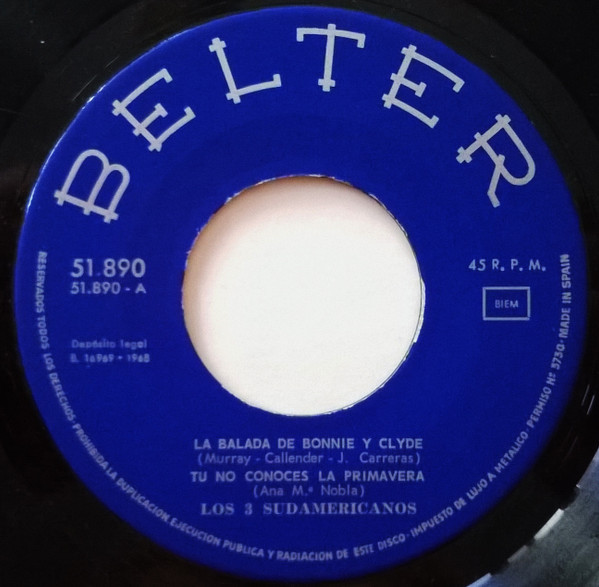 BELTER
51.890
51.890 - A
45 R. P. M.
BIEM
Depósito legal
B. 16969 - 1968
LA BALADA DE BONNIE Y CLYDE
(Murray - Callender - J. Carreras)
TU NO CONOCES LA PRIMAVERA
(Ana M.ª Nobla)
LOS 3 SUDAMERICANOS
RESERVADOS TODOS LOS DERECHOS PROHIBIDA LA DUPLICACION, EJECUCION PUBLICA Y RADIACION DE ESTE DISCO - IMPUESTO DE LUJO A METALICO - PERMISO Nº 3730 - MADE IN SPAIN